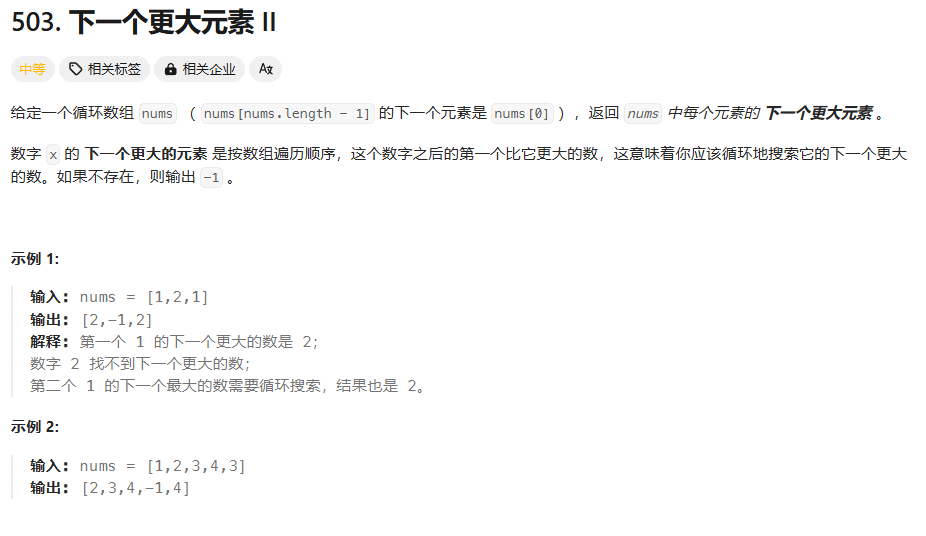 503. 下一个更大元素 II
中等 相关标签 相关企业 Ax
给定一个循环数组 nums （ nums[nums.length - 1] 的下一个元素是 nums[0] ），返回 nums 中每个元素的 下一个更大元素 。
数字 x 的 下一个更大的元素 是按数组遍历顺序，这个数字之后的第一个比它更大的数，这意味着你应该循环地搜索它的下一个更大
的数。如果不存在，则输出 -1 。
示例 1:
输入: nums = [1,2,1]
输出: [2,-1,2]
解释: 第一个 1 的下一个更大的数是 2；
数字 2 找不到下一个更大的数；
第二个 1 的下一个最大的数需要循环搜索，结果也是 2。
示例 2:
输入: nums = [1,2,3,4,3]
输出: [2,3,4,-1,4]